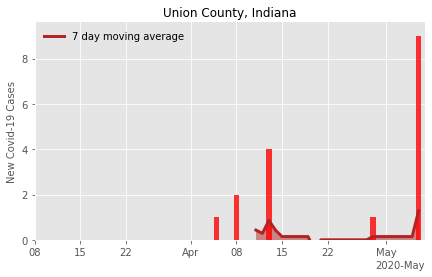 Union County, Indiana
7 day moving average
New Covid-19 Cases
8
6
4
2
0
08 15 22 Apr 08 15 22 May
2020-May